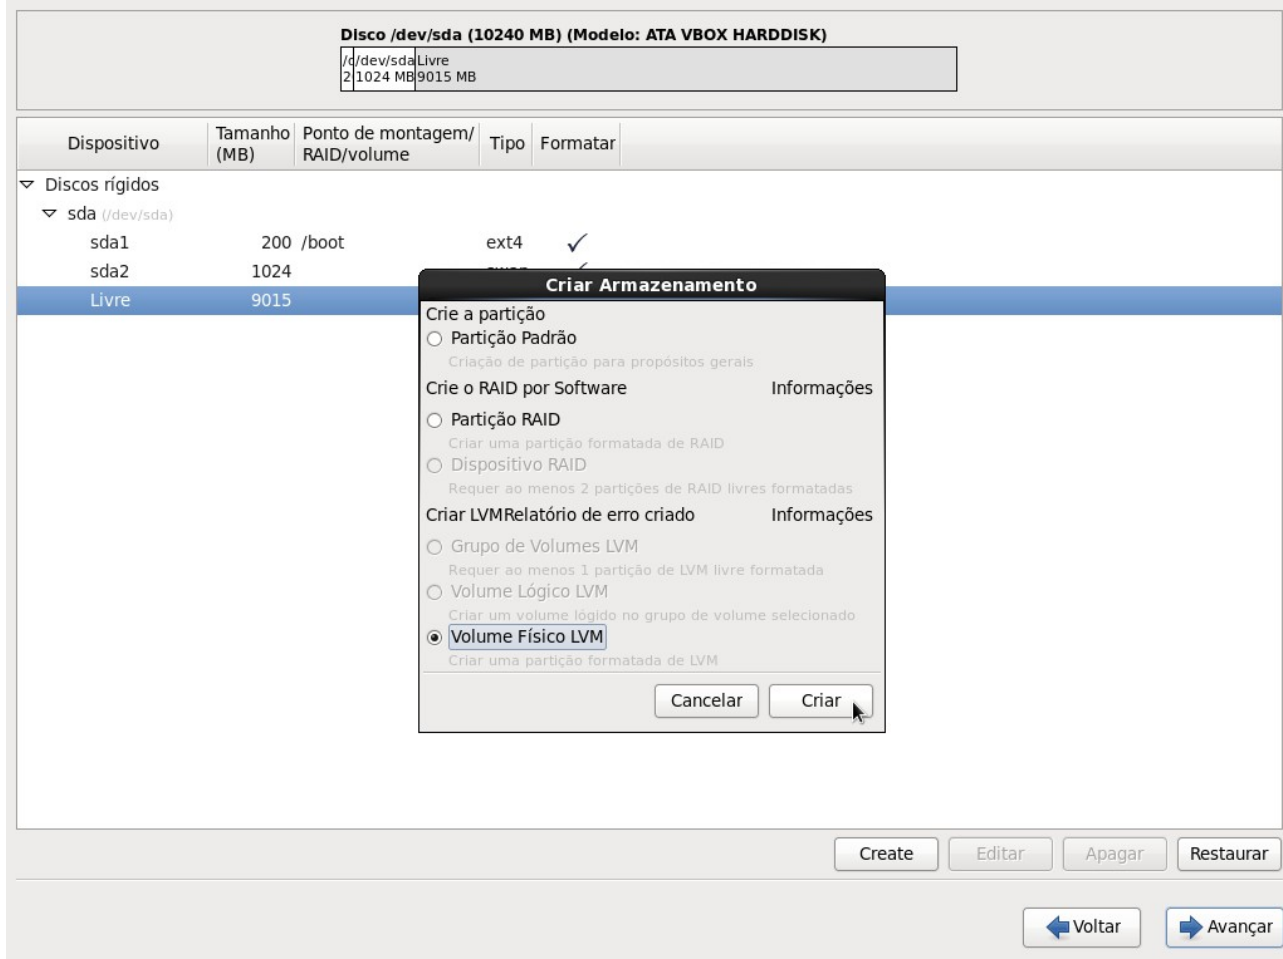 Disco /dev/sda (10240 MB) (Modelo: ATA VBOX HARDDISK)
/dev/sda Livre
2 1024 MB 9015 MB
Dispositivo Tamanho (MB) Ponto de montagem/ RAID/volume Tipo Formatar
Discos rígidos
sda (/dev/sda)
sda1 200 /boot ext4
sda2 1024
Livre 9015
Criar Armazenamento
Crie a partição
Partição Padrão
Criação de partição para propósitos gerais
Crie o RAID por Software Informações
Partição RAID
Criar uma partição formatada de RAID
Dispositivo RAID
Requer ao menos 2 partições de RAID livres formatadas
Criar LVMRelatório de erro criado Informações
Grupo de Volumes LVM
Requer ao menos 1 partição de LVM livre formatada
Volume Lógico LVM
Criar um volume lógido no grupo de volume selecionado
Volume Físico LVM
Criar uma partição formatada de LVM
Cancelar Criar
Create Editar Apagar Restaurar
Voltar Avançar